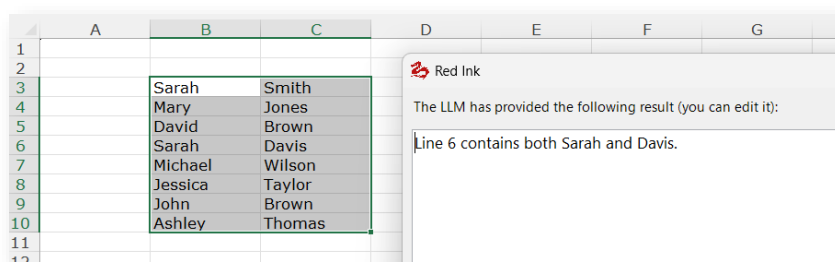 A B C D E F G
1
2
3 Sarah Smith
4 Mary Jones
5 David Brown
6 Sarah Davis
7 Michael Wilson
8 Jessica Taylor
9 John Brown
10 Ashley Thomas
11
Red Ink
The LLM has provided the following result (you can edit it):
Line 6 contains both Sarah and Davis.